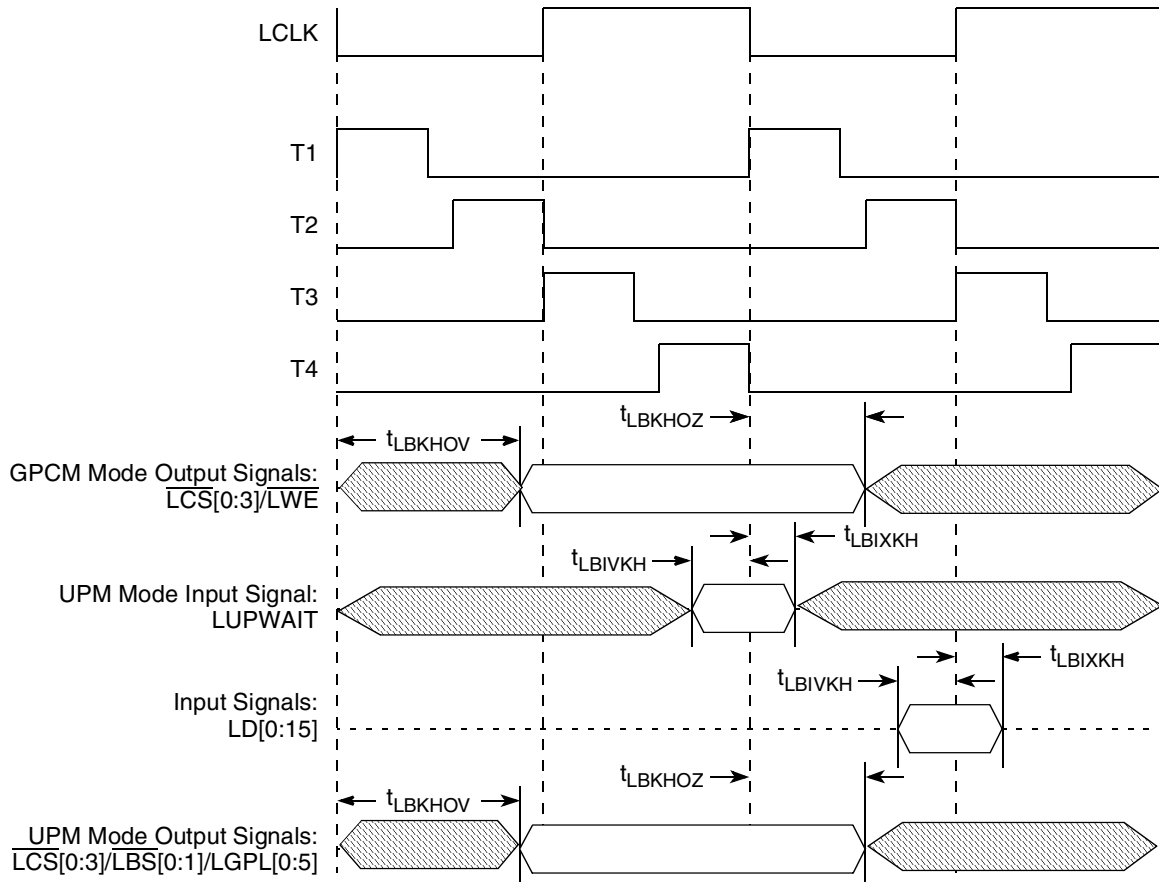 LCLK
T1
T2
T3
T4
tLBKHOZ
tLBKHOV
GPCM Mode Output Signals:
LCS[0:3]/LWE
tLBIXKH
tLBIVKH
UPM Mode Input Signal:
LUPWAIT
tLBIXKH
tLBIVKH
Input Signals:
LD[0:15]
tLBKHOZ
tLBKHOV
UPM Mode Output Signals:
LCS[0:3]/LBS[0:1]/LGPL[0:5]